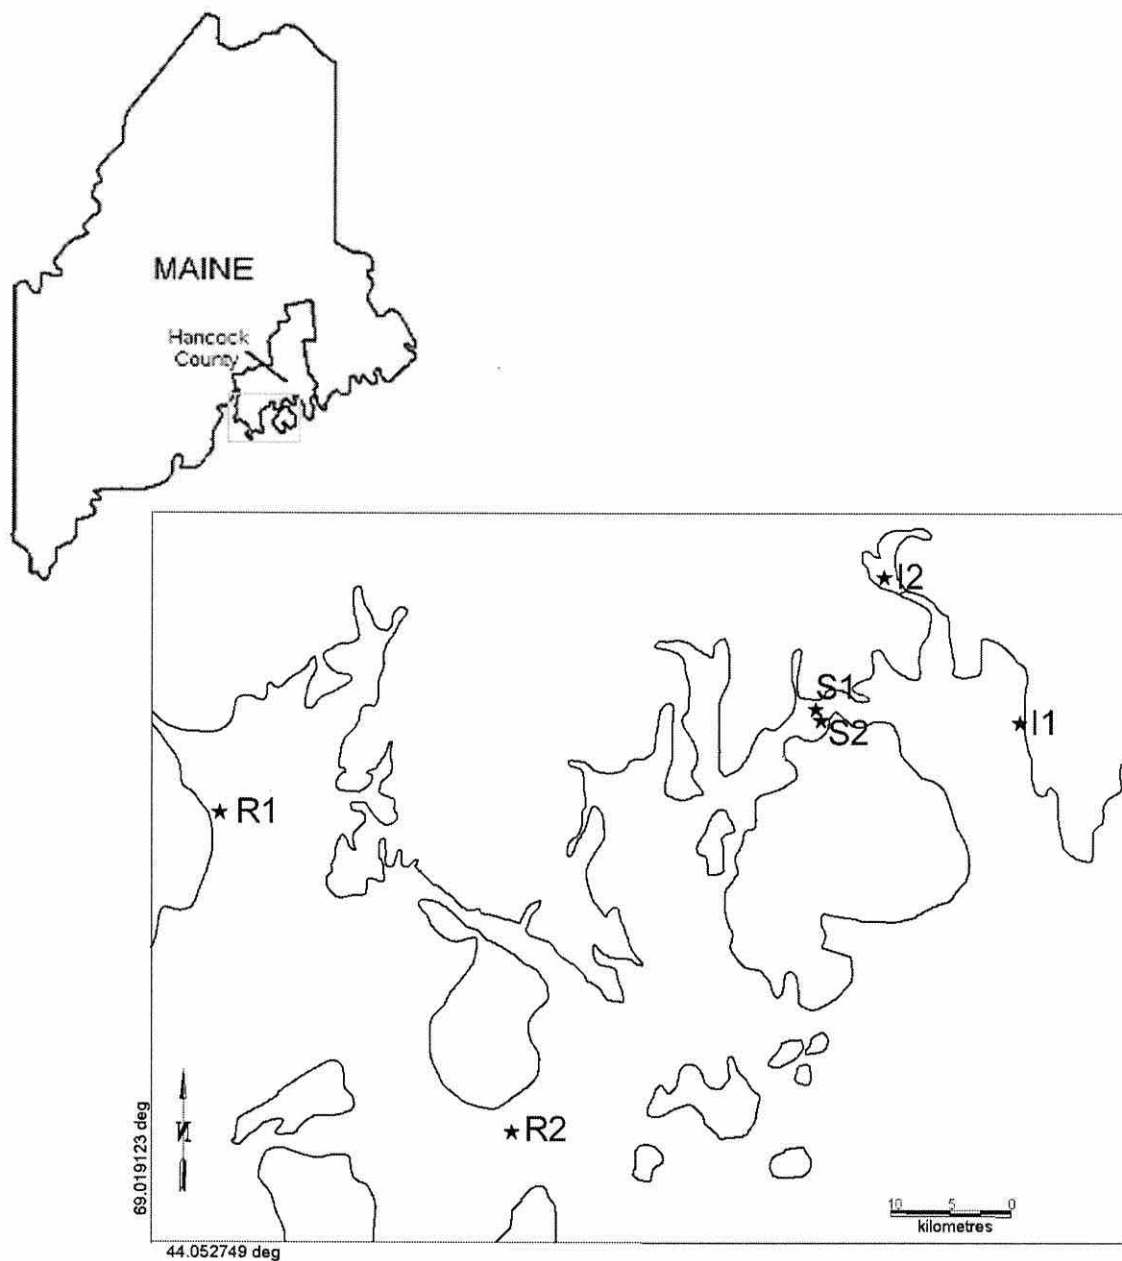 MAINE
Hancock
County
I2
S1
S2
I1
R1
R2
N
69.019123 deg
10 5 0
kilometres
44.052749 deg